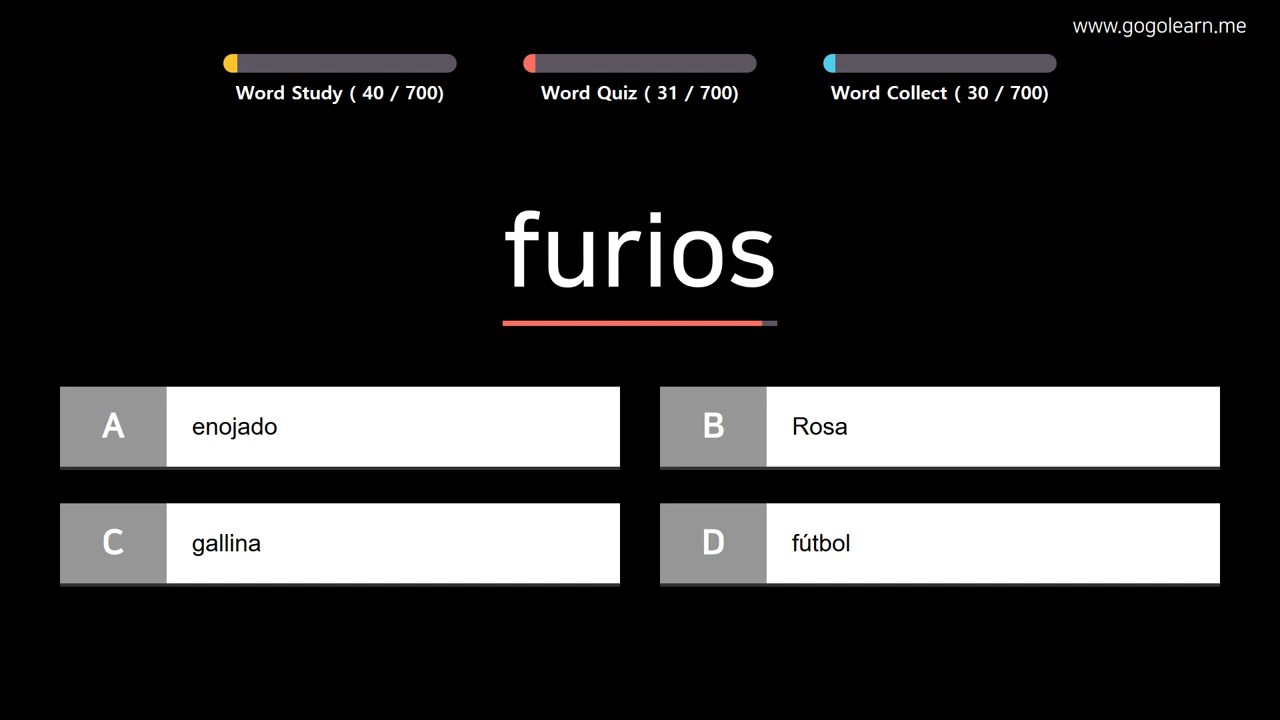 www.gogolearn.me
Word Study ( 40 / 700)
Word Quiz ( 31 / 700)
Word Collect ( 30 / 700)
furios
A enojado
B Rosa
C gallina
D fútbol